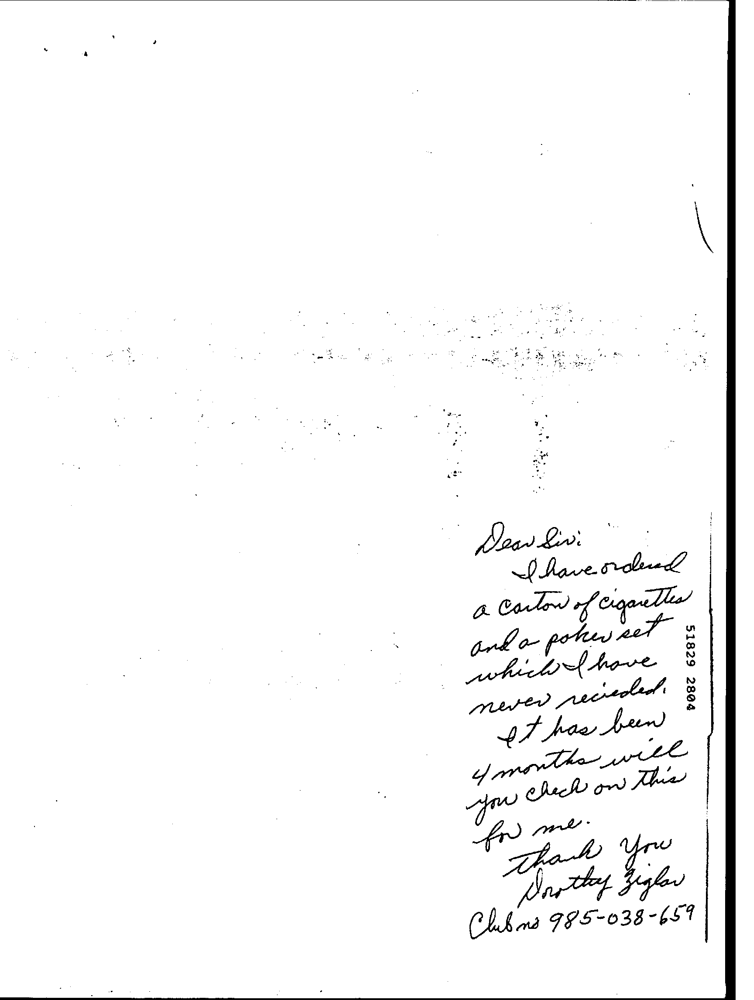 Dear Sir:
I have ordered
a carton of cigarettes
and a poker set
which I have
never recieded.
It has been
4 months will
you check on this
for me.
Thank You
Dorothy Ziglar
Club no 985-038-659
51829 2804